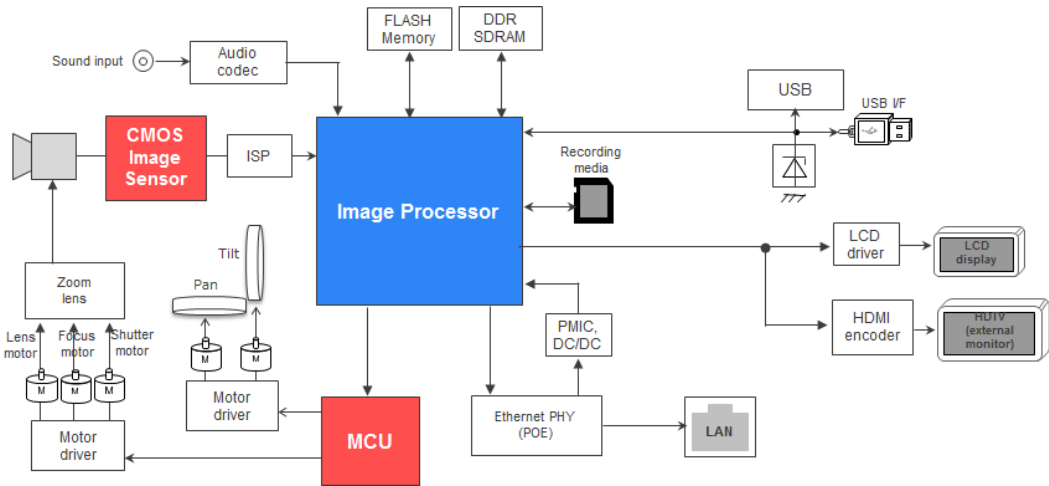 FLASH
Memory
DDR
SDRAM
Sound input
Audio
codec
USB
USB I/F
CMOS
Image
Sensor
ISP
Recording
media
Image Processor
Tilt
LCD
driver
LCD
display
Zoom
lens
Pan
Lens
motor
Focus
motor
Shutter
motor
PMIC,
DC/DC
HDMI
encoder
HDTV
(external
monitor)
M
M
M
M
M
Motor
driver
Ethernet PHY
(POE)
LAN
MCU
Motor
driver